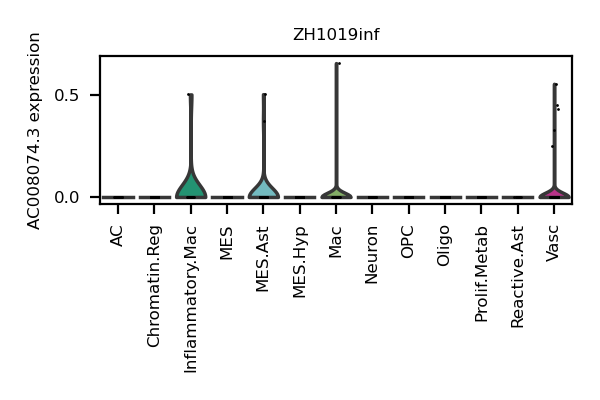 ZH1019inf
AC008074.3 expression
0.5
0.0
AC
Chromatin.Reg
Inflammatory.Mac
MES
MES.Ast
MES.Hyp
Mac
Neuron
OPC
Oligo
Prolif.Metab
Reactive.Ast
Vasc